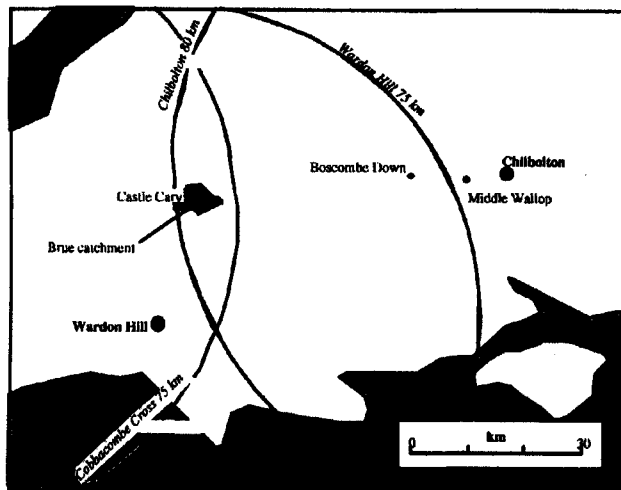 Chilbolton 80 km
Wardon Hill 75 km
Boscombe Down
Chilbolton
Middle Wallop
Castle Cary
Brue catchment
Wardon Hill
Cobbacombe Cross 75 km
km
0 30